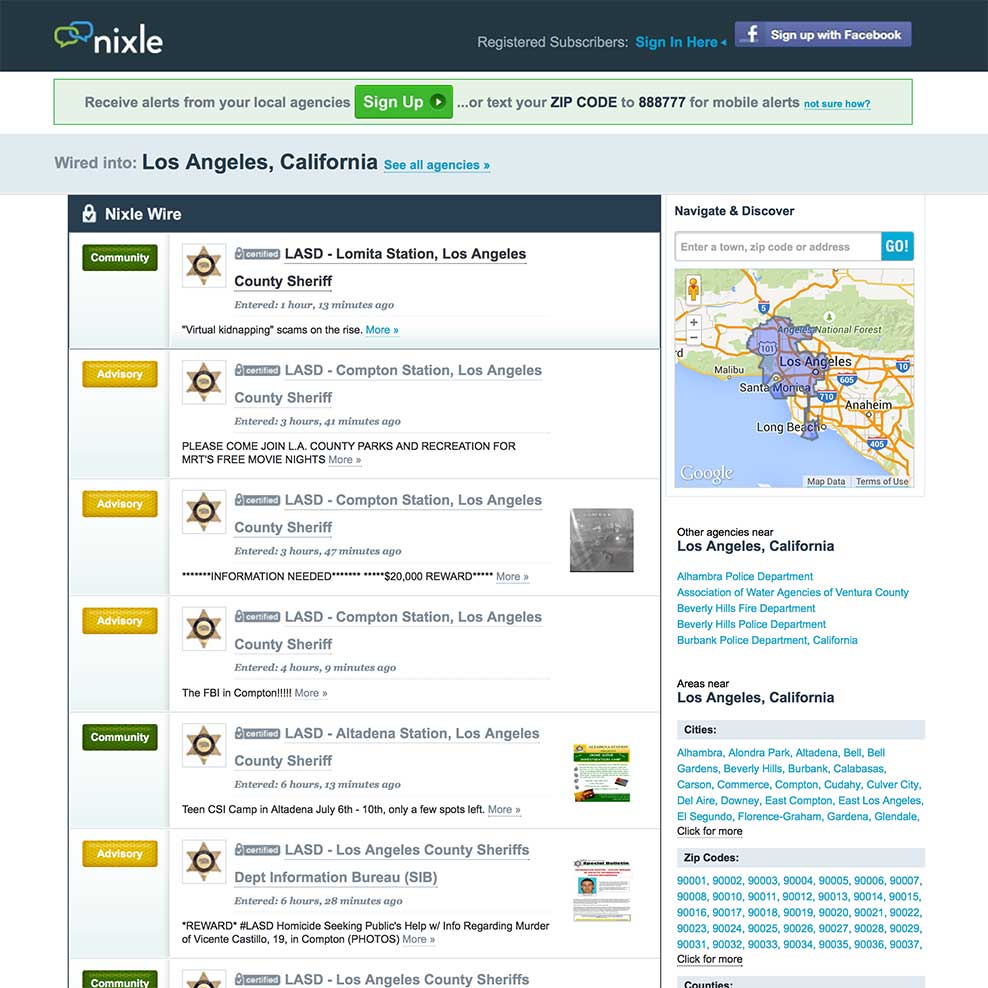 nixle
Registered Subscribers: Sign In Here
f Sign up with Facebook
Receive alerts from your local agencies Sign Up ...or text your ZIP CODE to 888777 for mobile alerts not sure how?
Wired into: Los Angeles, California See all agencies »
Nixle Wire
Community
certified LASD - Lomita Station, Los Angeles
County Sheriff
Entered: 1 hour, 13 minutes ago
"Virtual kidnapping" scams on the rise. More »
Advisory
certified LASD - Compton Station, Los Angeles
County Sheriff
Entered: 3 hours, 41 minutes ago
PLEASE COME JOIN L.A. COUNTY PARKS AND RECREATION FOR
MRT'S FREE MOVIE NIGHTS More »
Advisory
certified LASD - Compton Station, Los Angeles
County Sheriff
Entered: 3 hours, 47 minutes ago
*******INFORMATION NEEDED******* *****$20,000 REWARD***** More »
Advisory
certified LASD - Compton Station, Los Angeles
County Sheriff
Entered: 4 hours, 9 minutes ago
The FBI in Compton!!!!! More »
Community
certified LASD - Altadena Station, Los Angeles
County Sheriff
Entered: 6 hours, 13 minutes ago
Teen CSI Camp in Altadena July 6th - 10th, only a few spots left. More »
ALTADENA STATION
Advisory
certified LASD - Los Angeles County Sheriffs
Dept Information Bureau (SIB)
Entered: 6 hours, 28 minutes ago
*REWARD* #LASD Homicide Seeking Public's Help w/ Info Regarding Murder
of Vicente Castillo, 19, in Compton (PHOTOS) More »
Special Bulletin
Community
certified LASD - Los Angeles County Sheriffs
Navigate & Discover
Enter a town, zip code or address GO!
5
Angeles National Forest
101
rd
Malibu
Los Angeles
10
Santa Monica
605
710
Anaheim
Long Beach
405
Google
Map Data Terms of Use
Other agencies near
Los Angeles, California
Alhambra Police Department
Association of Water Agencies of Ventura County
Beverly Hills Fire Department
Beverly Hills Police Department
Burbank Police Department, California
Areas near
Los Angeles, California
Cities:
Alhambra, Alondra Park, Altadena, Bell, Bell
Gardens, Beverly Hills, Burbank, Calabasas,
Carson, Commerce, Compton, Cudahy, Culver City,
Del Aire, Downey, East Compton, East Los Angeles,
El Segundo, Florence-Graham, Gardena, Glendale,
Click for more
Zip Codes:
90001, 90002, 90003, 90004, 90005, 90006, 90007,
90008, 90010, 90011, 90012, 90013, 90014, 90015,
90016, 90017, 90018, 90019, 90020, 90021, 90022,
90023, 90024, 90025, 90026, 90027, 90028, 90029,
90031, 90032, 90033, 90034, 90035, 90036, 90037,
Click for more
Counties: